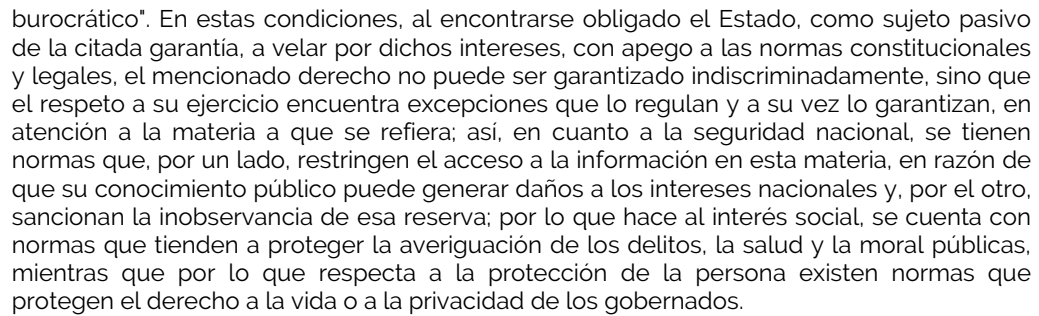 burocrático". En estas condiciones, al encontrarse obligado el Estado, como sujeto pasivo
de la citada garantía, a velar por dichos intereses, con apego a las normas constitucionales
y legales, el mencionado derecho no puede ser garantizado indiscriminadamente, sino que
el respeto a su ejercicio encuentra excepciones que lo regulan y a su vez lo garantizan, en
atención a la materia a que se refiera; así, en cuanto a la seguridad nacional, se tienen
normas que, por un lado, restringen el acceso a la información en esta materia, en razón de
que su conocimiento público puede generar daños a los intereses nacionales y, por el otro,
sancionan la inobservancia de esa reserva; por lo que hace al interés social, se cuenta con
normas que tienden a proteger la averiguación de los delitos, la salud y la moral públicas,
mientras que por lo que respecta a la protección de la persona existen normas que
protegen el derecho a la vida o a la privacidad de los gobernados.